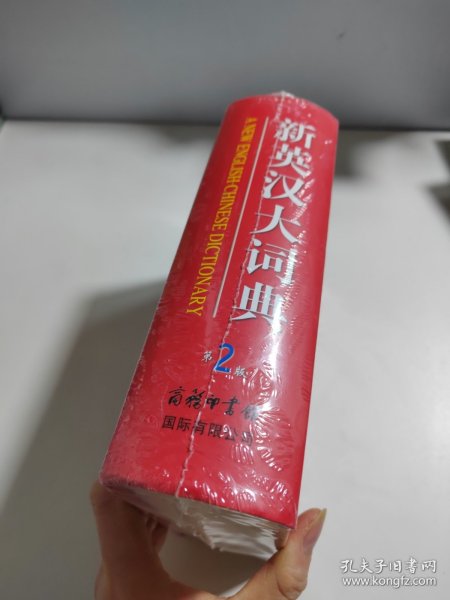 新英汉大词典
A NEW ENGLISH-CHINESE DICTIONARY
第2版
商务印书馆
国际有限公司
孔夫子旧书网
www.kongfz.com